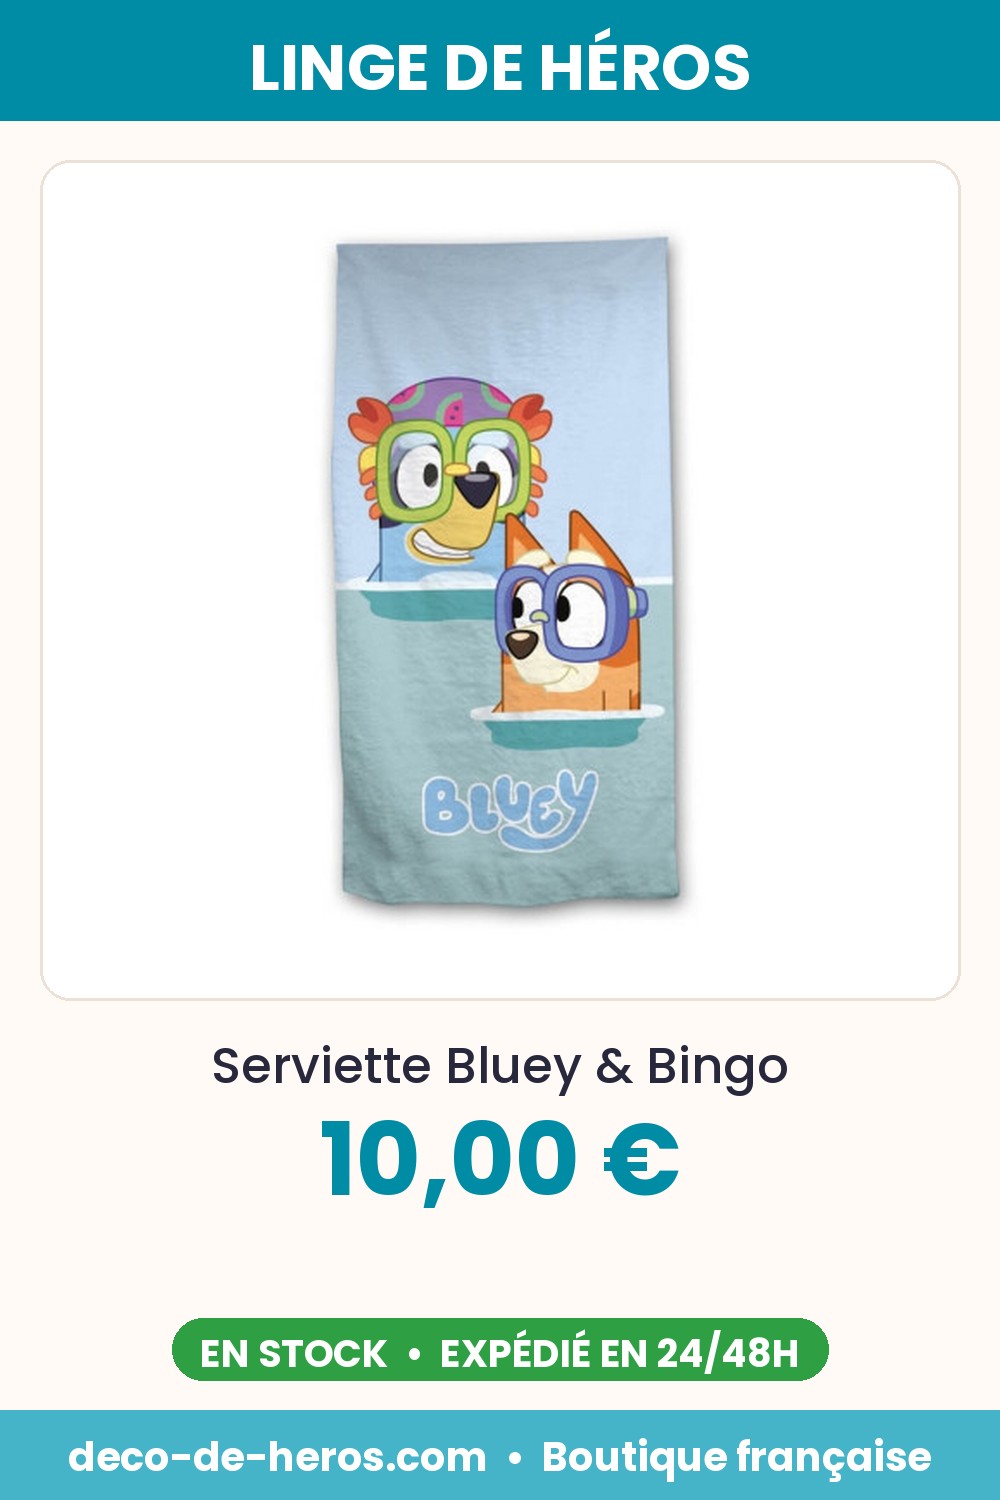 LINGE DE HÉROS
BLUEY
Serviette Bluey & Bingo
10,00 €
EN STOCK • EXPÉDIÉ EN 24/48H
deco-de-heros.com • Boutique française